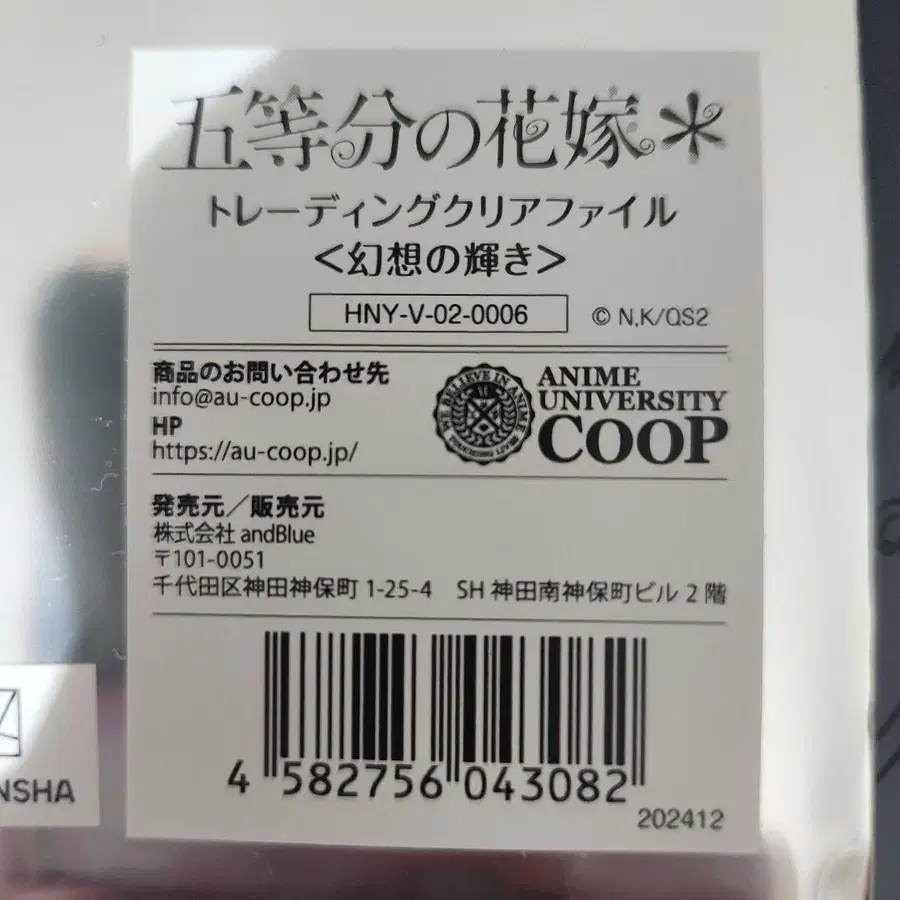 五等分の花嫁＊
トレーディングクリアファイル
＜幻想の輝き＞
HNY-V-02-0006 © N,K/QS2
商品のお問い合わせ先
info@au-coop.jp
HP
https://au-coop.jp/
WE BELIEVE IN ANIME
ANIME
UNIVERSITY
COOP
発売元／販売元
株式会社 andBlue
〒101-0051
千代田区神田神保町 1-25-4 SH 神田南神保町ビル 2 階
4 582756 043082
202412
NSHA